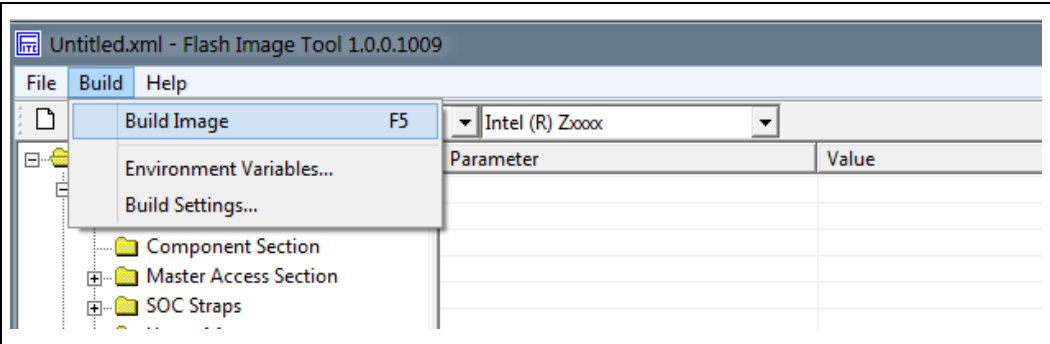 Untitled.xml - Flash Image Tool 1.0.0.1009
File Build Help
Build Image F5
Intel (R) Zxxxx
Environment Variables...
Build Settings...
Parameter Value
Component Section
Master Access Section
SOC Straps